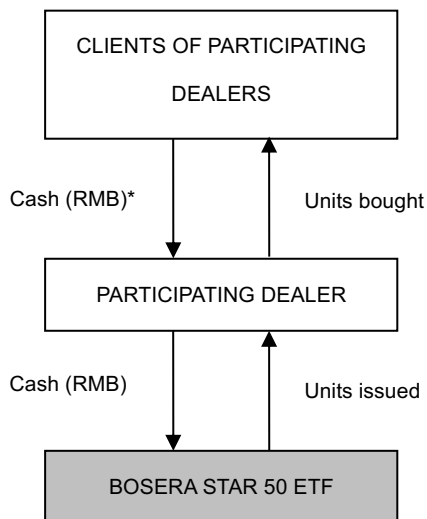 CLIENTS OF PARTICIPATING
DEALERS
Cash (RMB)*
Units bought
PARTICIPATING DEALER
Cash (RMB)
Units issued
BOSERA STAR 50 ETF